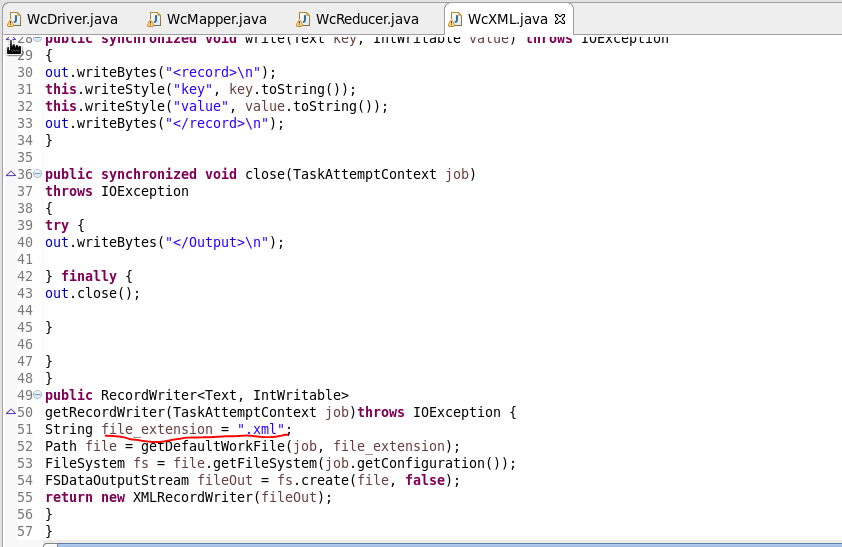 WcDriver.java WcMapper.java WcReducer.java WcXML.java
28 public synchronized void write(Text key, IntWritable value) throws IOException
29 {
30 out.writeBytes("<record>\n");
31 this.writeStyle("key", key.toString());
32 this.writeStyle("value", value.toString());
33 out.writeBytes("</record>\n");
34 }
35
36 public synchronized void close(TaskAttemptContext job)
37 throws IOException
38 {
39 try {
40 out.writeBytes("</Output>\n");
41
42 } finally {
43 out.close();
44
45 }
46
47 }
48 }
49 public RecordWriter<Text, IntWritable>
50 getRecordWriter(TaskAttemptContext job)throws IOException {
51 String file_extension = ".xml";
52 Path file = getDefaultWorkFile(job, file_extension);
53 FileSystem fs = file.getFileSystem(job.getConfiguration());
54 FSDataOutputStream fileOut = fs.create(file, false);
55 return new XMLRecordWriter(fileOut);
56 }
57 }